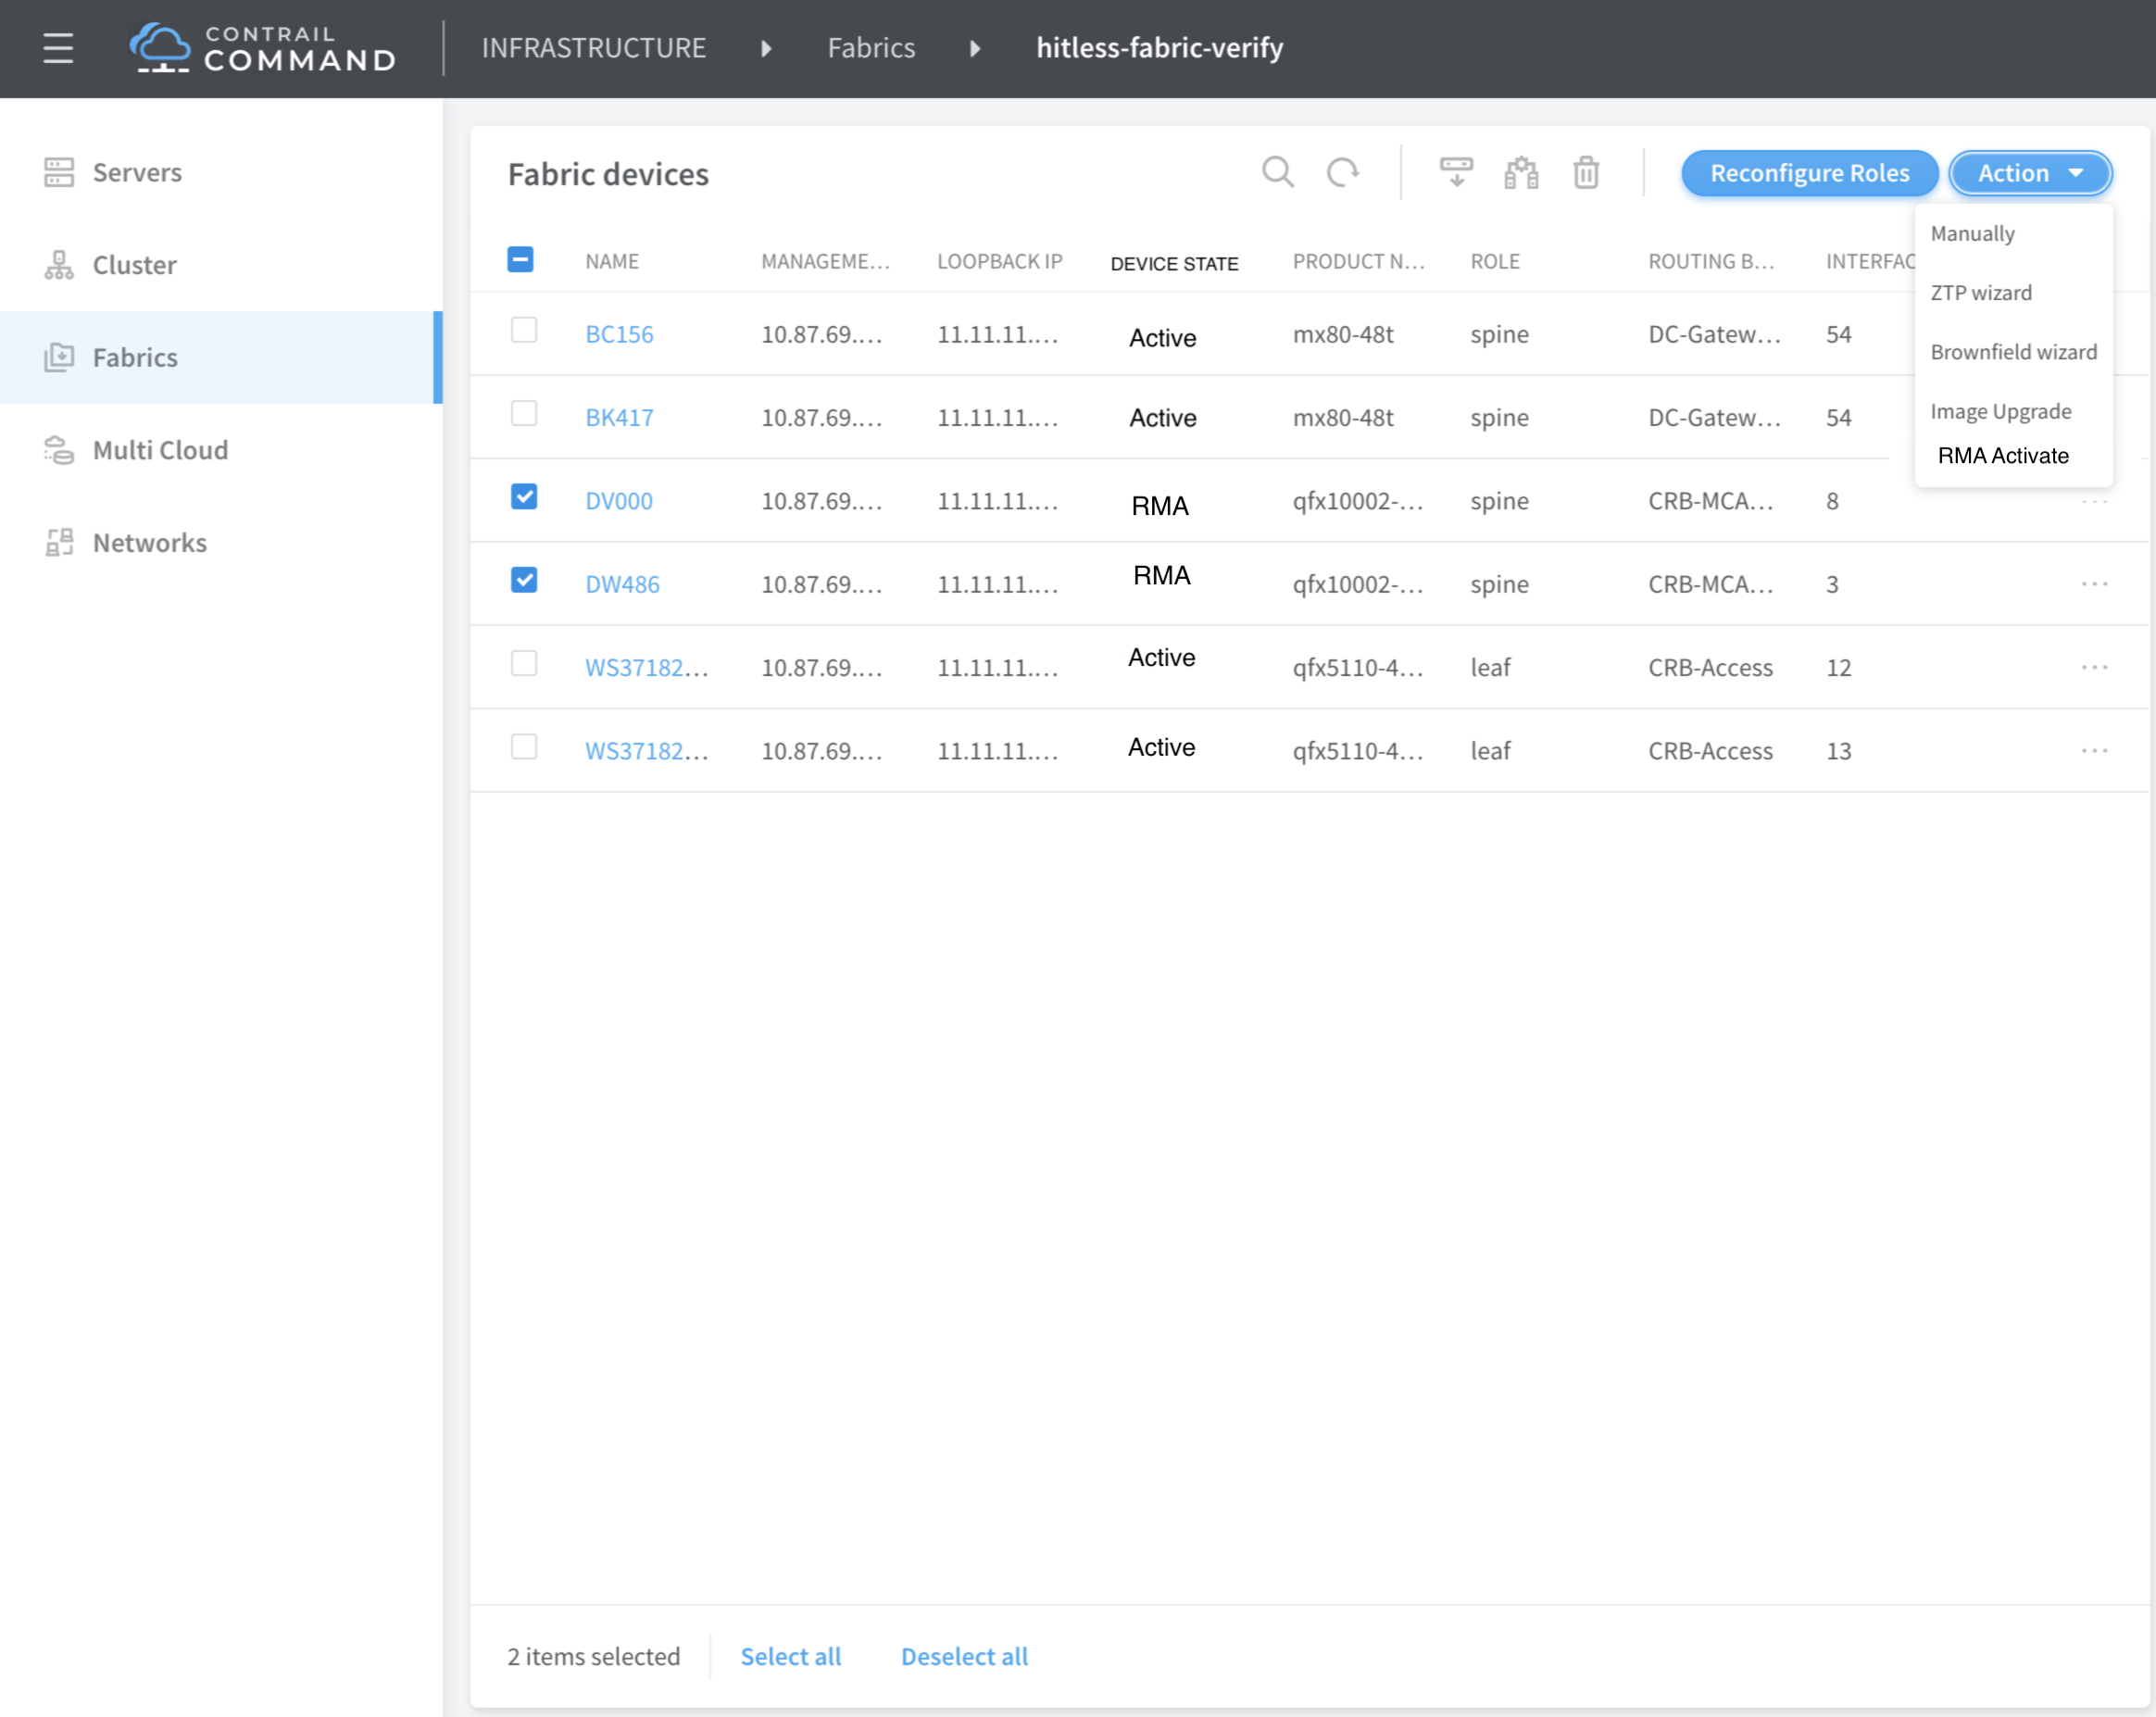 CONTRAIL
COMMAND
INFRASTRUCTURE Fabrics hitless-fabric-verify
Servers
Cluster
Fabrics
Multi Cloud
Networks
Fabric devices Reconfigure Roles Action
Manually
ZTP wizard
Brownfield wizard
Image Upgrade
RMA Activate
NAME MANAGEME... LOOPBACK IP DEVICE STATE PRODUCT N... ROLE ROUTING B... INTERFAC
BC156 10.87.69.... 11.11.11.... Active mx80-48t spine DC-Gatew... 54
BK417 10.87.69.... 11.11.11.... Active mx80-48t spine DC-Gatew... 54
DV000 10.87.69.... 11.11.11.... RMA qfx10002-... spine CRB-MCA... 8 ...
DW486 10.87.69.... 11.11.11.... RMA qfx10002-... spine CRB-MCA... 3 ...
WS37182... 10.87.69.... 11.11.11.... Active qfx5110-4... leaf CRB-Access 12 ...
WS37182... 10.87.69.... 11.11.11.... Active qfx5110-4... leaf CRB-Access 13 ...
2 items selected Select all Deselect all